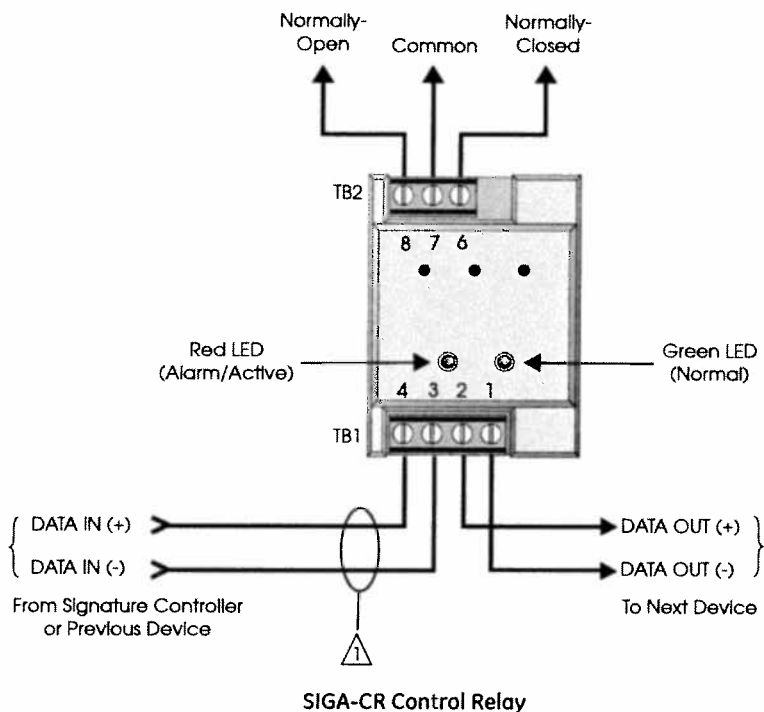 Normally-
Open
Common
Normally-
Closed
TB2
8 7 6
Red LED
(Alarm/Active)
Green LED
(Normal)
4 3 2 1
TB1
DATA IN (+)
DATA OUT (+)
DATA IN (-)
DATA OUT (-)
From Signature Controller
or Previous Device
To Next Device
1
SIGA-CR Control Relay